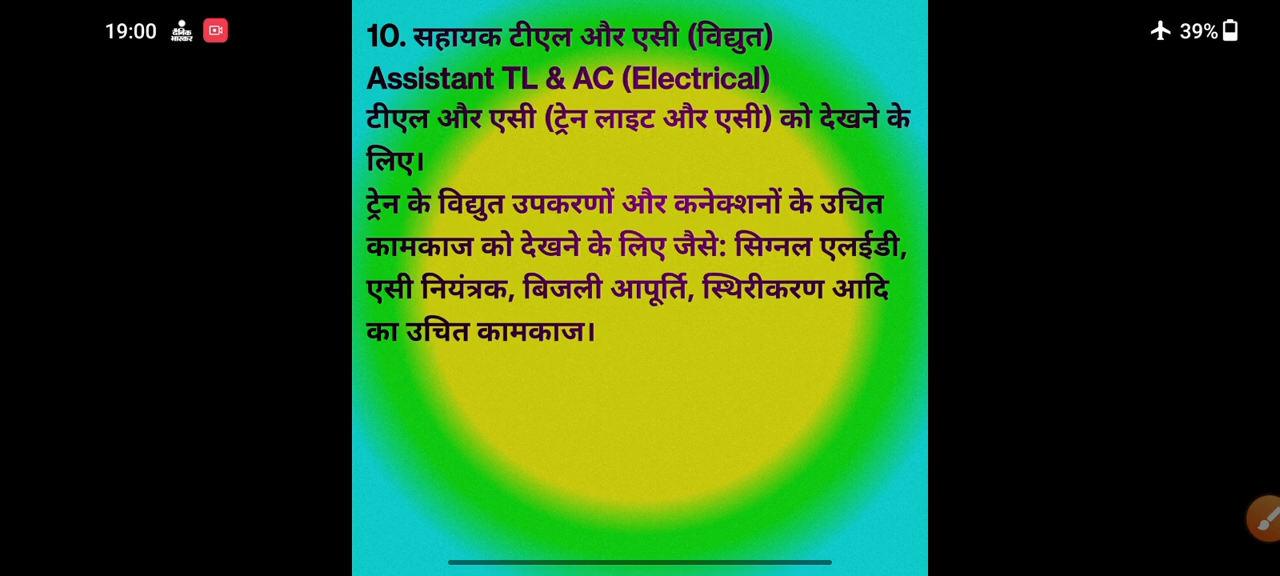 19:00 दैनिक भास्कर 39%
10. सहायक टीएल और एसी (विद्युत)
Assistant TL & AC (Electrical)
टीएल और एसी (ट्रेन लाइट और एसी) को देखने के
लिए।
ट्रेन के विद्युत उपकरणों और कनेक्शनों के उचित
कामकाज को देखने के लिए जैसे: सिग्नल एलईडी,
एसी नियंत्रक, बिजली आपूर्ति, स्थिरीकरण आदि
का उचित कामकाज।